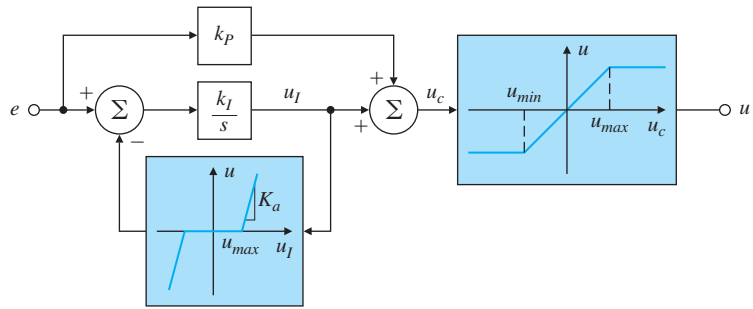 k_P
u
+
+
u_min
e
+
Σ
k_I
s
u_I
+
Σ
u_c
u
u_max
u_c
−
u
K_a
u_max
u_I